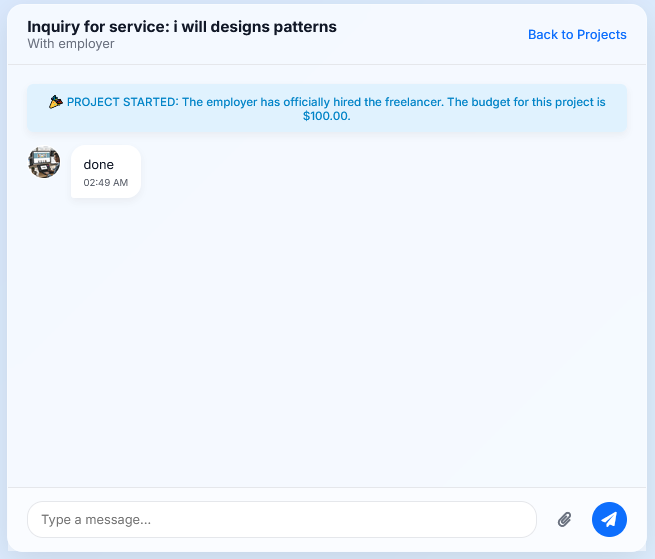 Inquiry for service: i will designs patterns
With employer
Back to Projects
🎉 PROJECT STARTED: The employer has officially hired the freelancer. The budget for this project is
$100.00.
done
02:49 AM
Type a message...